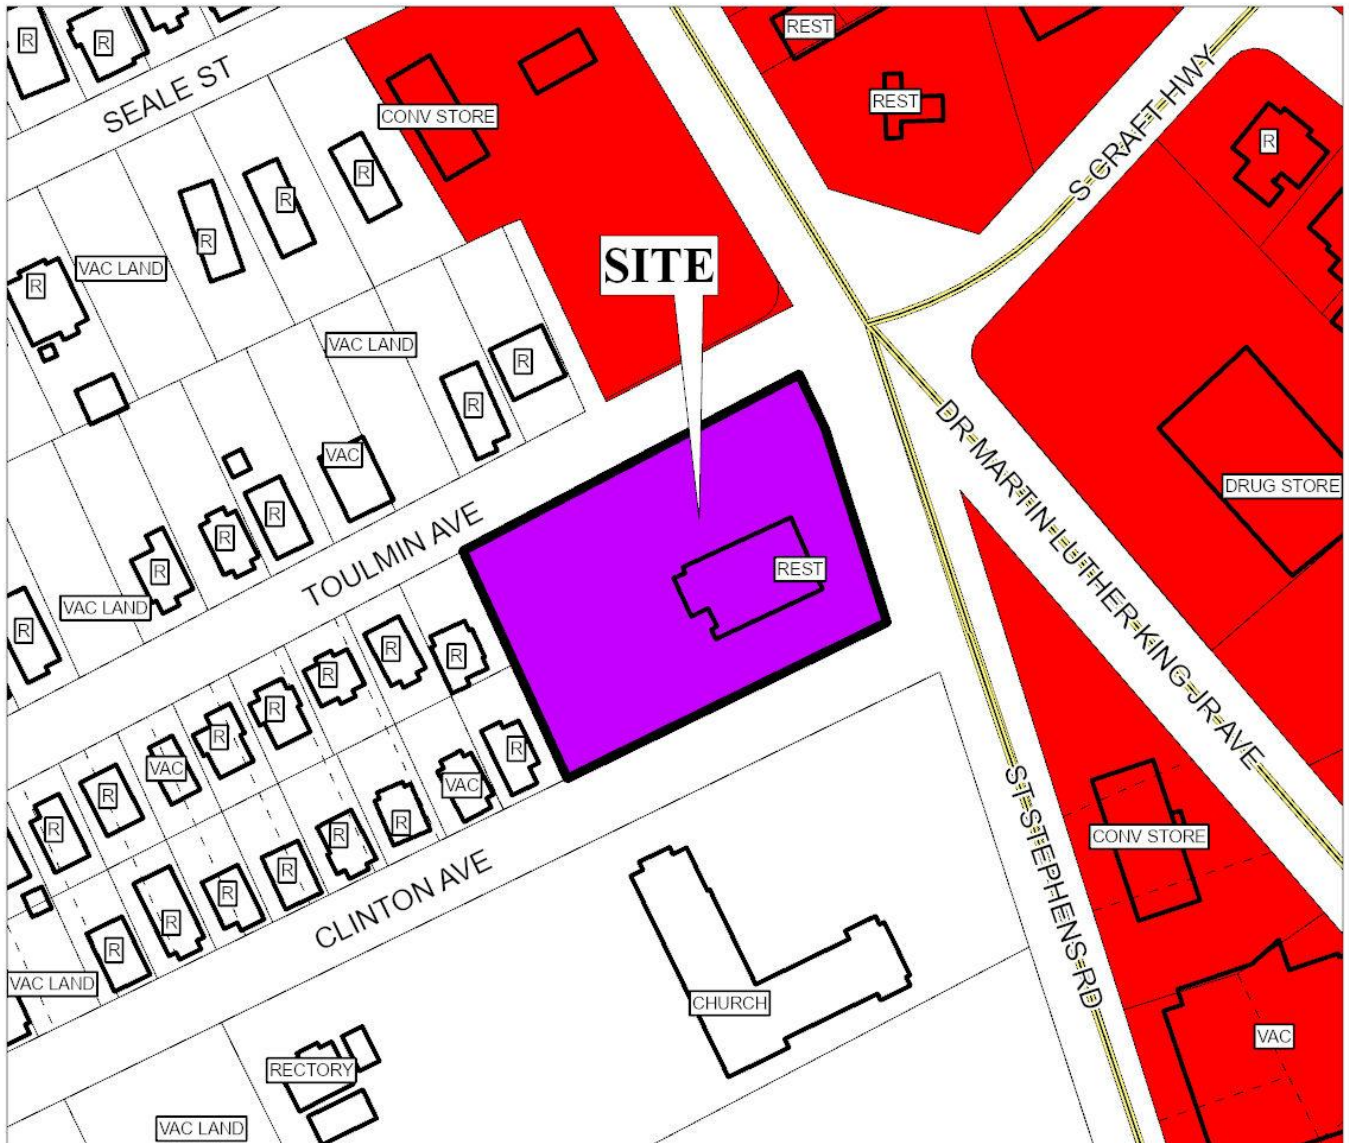 R
R
SEALE ST
REST
CONV STORE
REST
S CRAFT HWY
R
R
R
R
VAC LAND
R
SITE
VAC LAND
R
R
DR MARTIN LUTHER KING JR AVE
VAC
DRUG STORE
R
R
TOULMIN AVE
R
VAC LAND
REST
R
R
R
R
R
R
VAC
R
VAC
ST STEPHENS RD
R
R
R
R
CONV STORE
R
R
R
R
CLINTON AVE
VAC LAND
CHURCH
VAC
RECTORY
VAC LAND